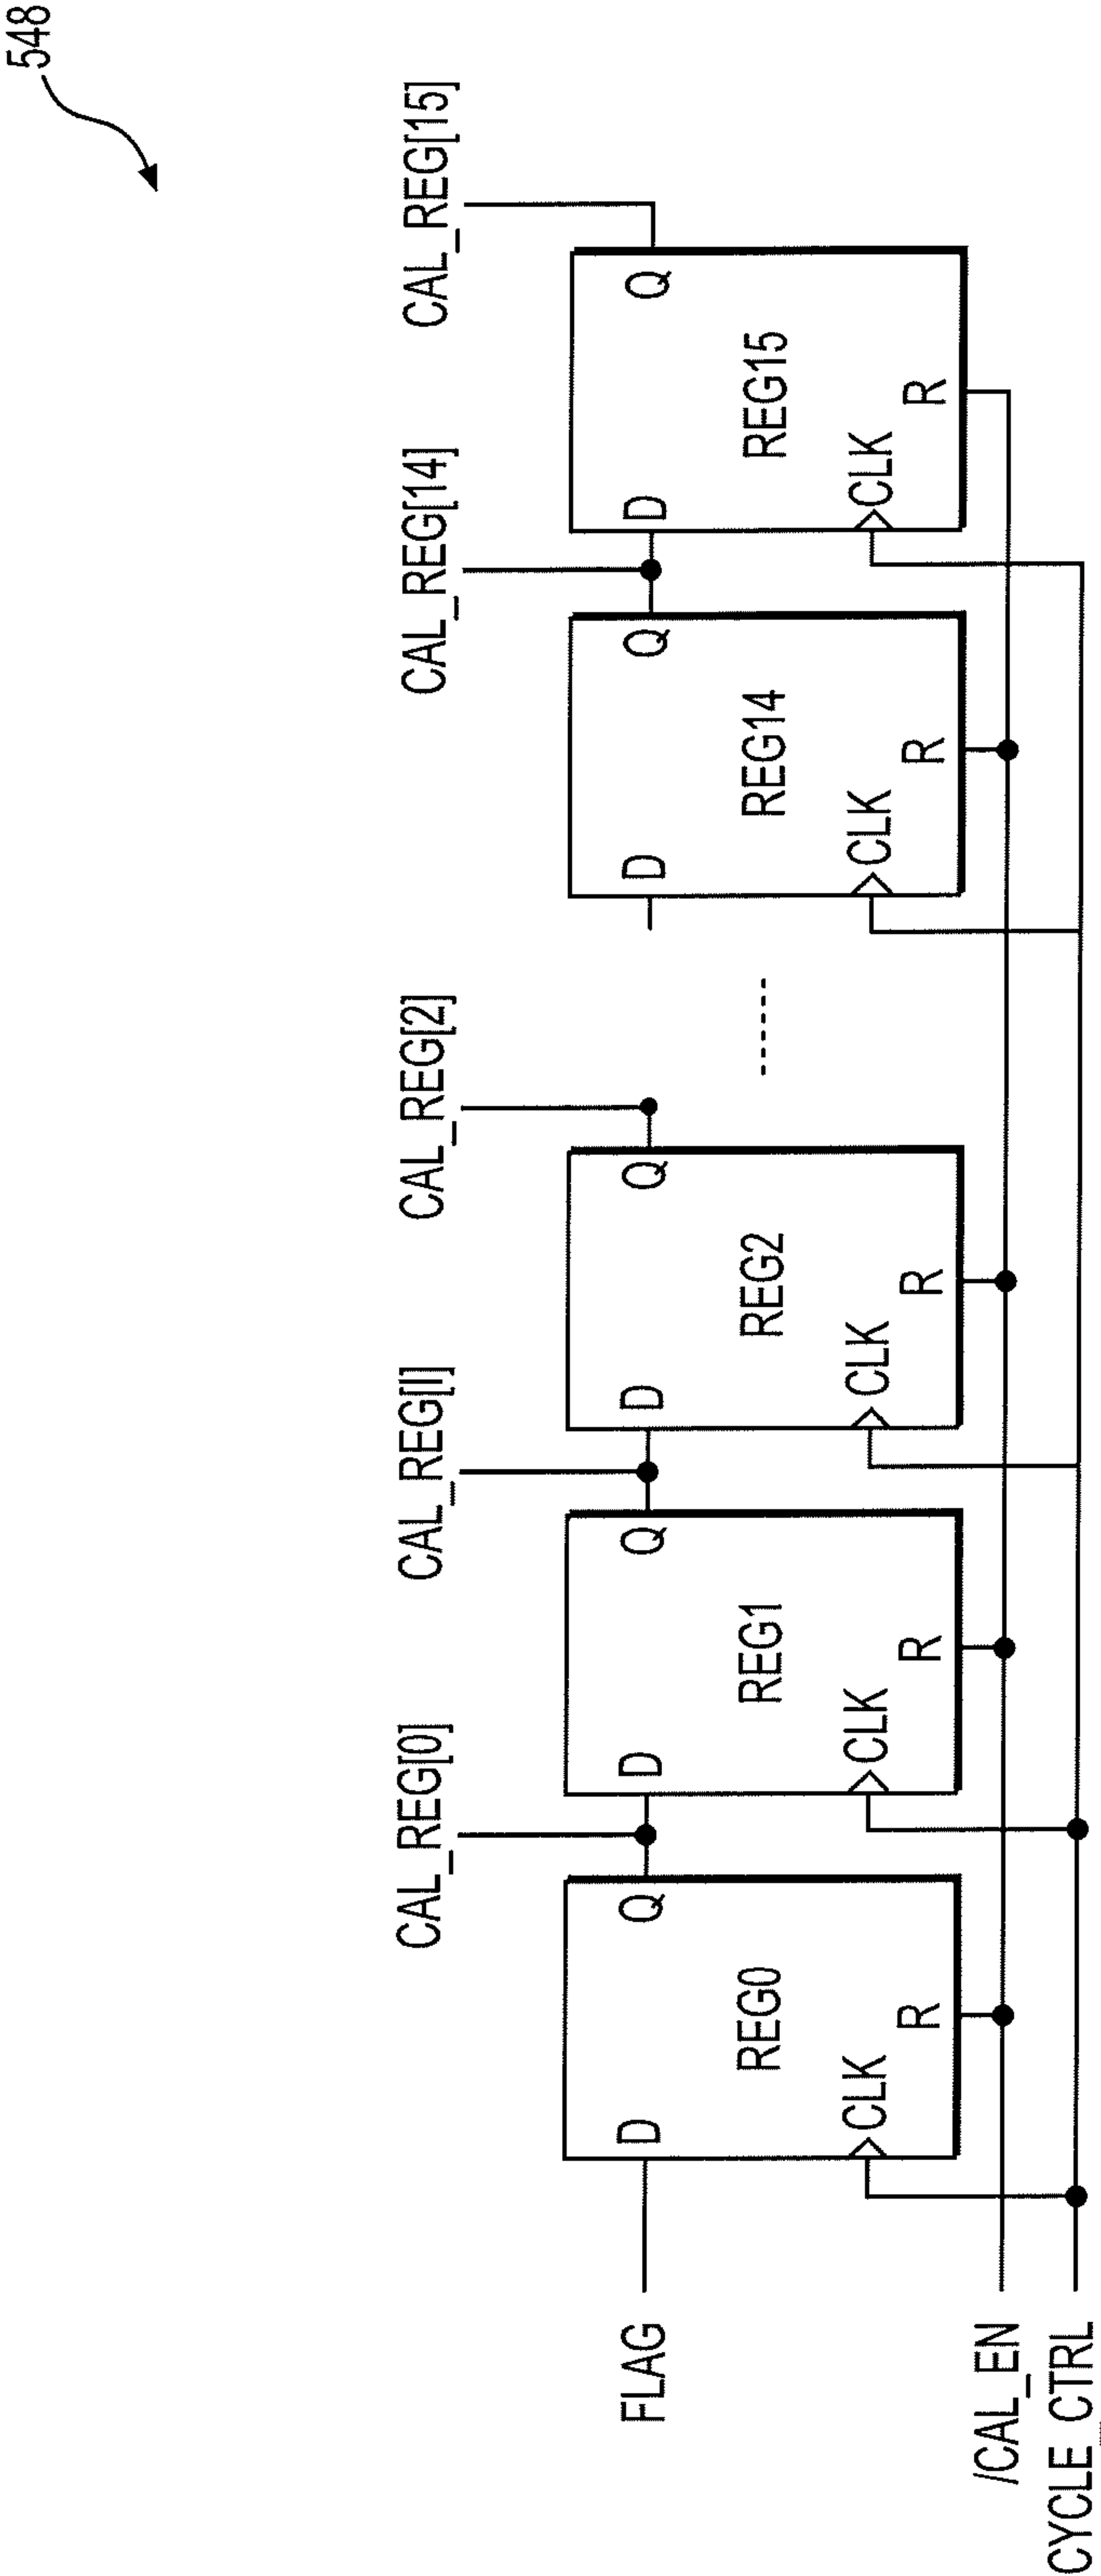 548
CAL_REG[0]
CAL_REG[I]
CAL_REG[2]
CAL_REG[14]
CAL_REG[15]
FLAG
D
Q
REG0
CLK
R
D
Q
REG1
CLK
R
D
Q
REG2
CLK
R
D
Q
REG14
CLK
R
D
Q
REG15
CLK
R
/CAL_EN
CYCLE_CTRL